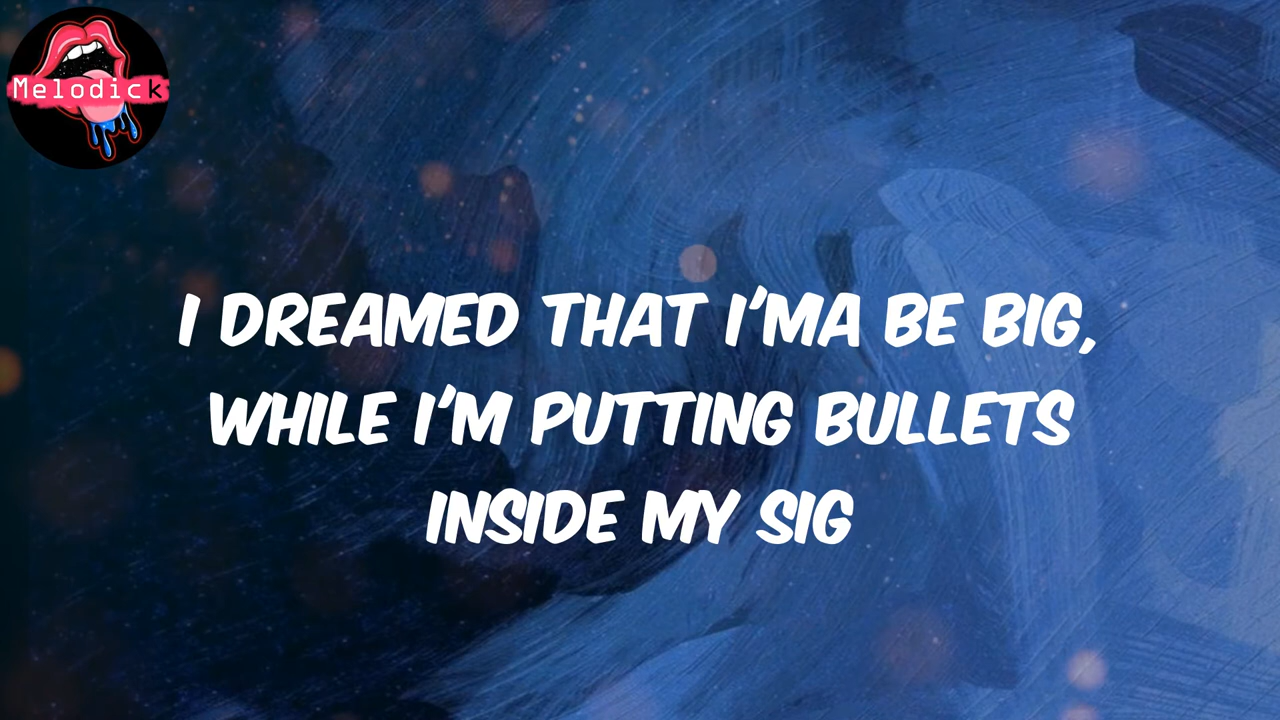 Melodick
I DREAMED THAT I'MA BE BIG,
WHILE I'M PUTTING BULLETS
INSIDE MY SIG